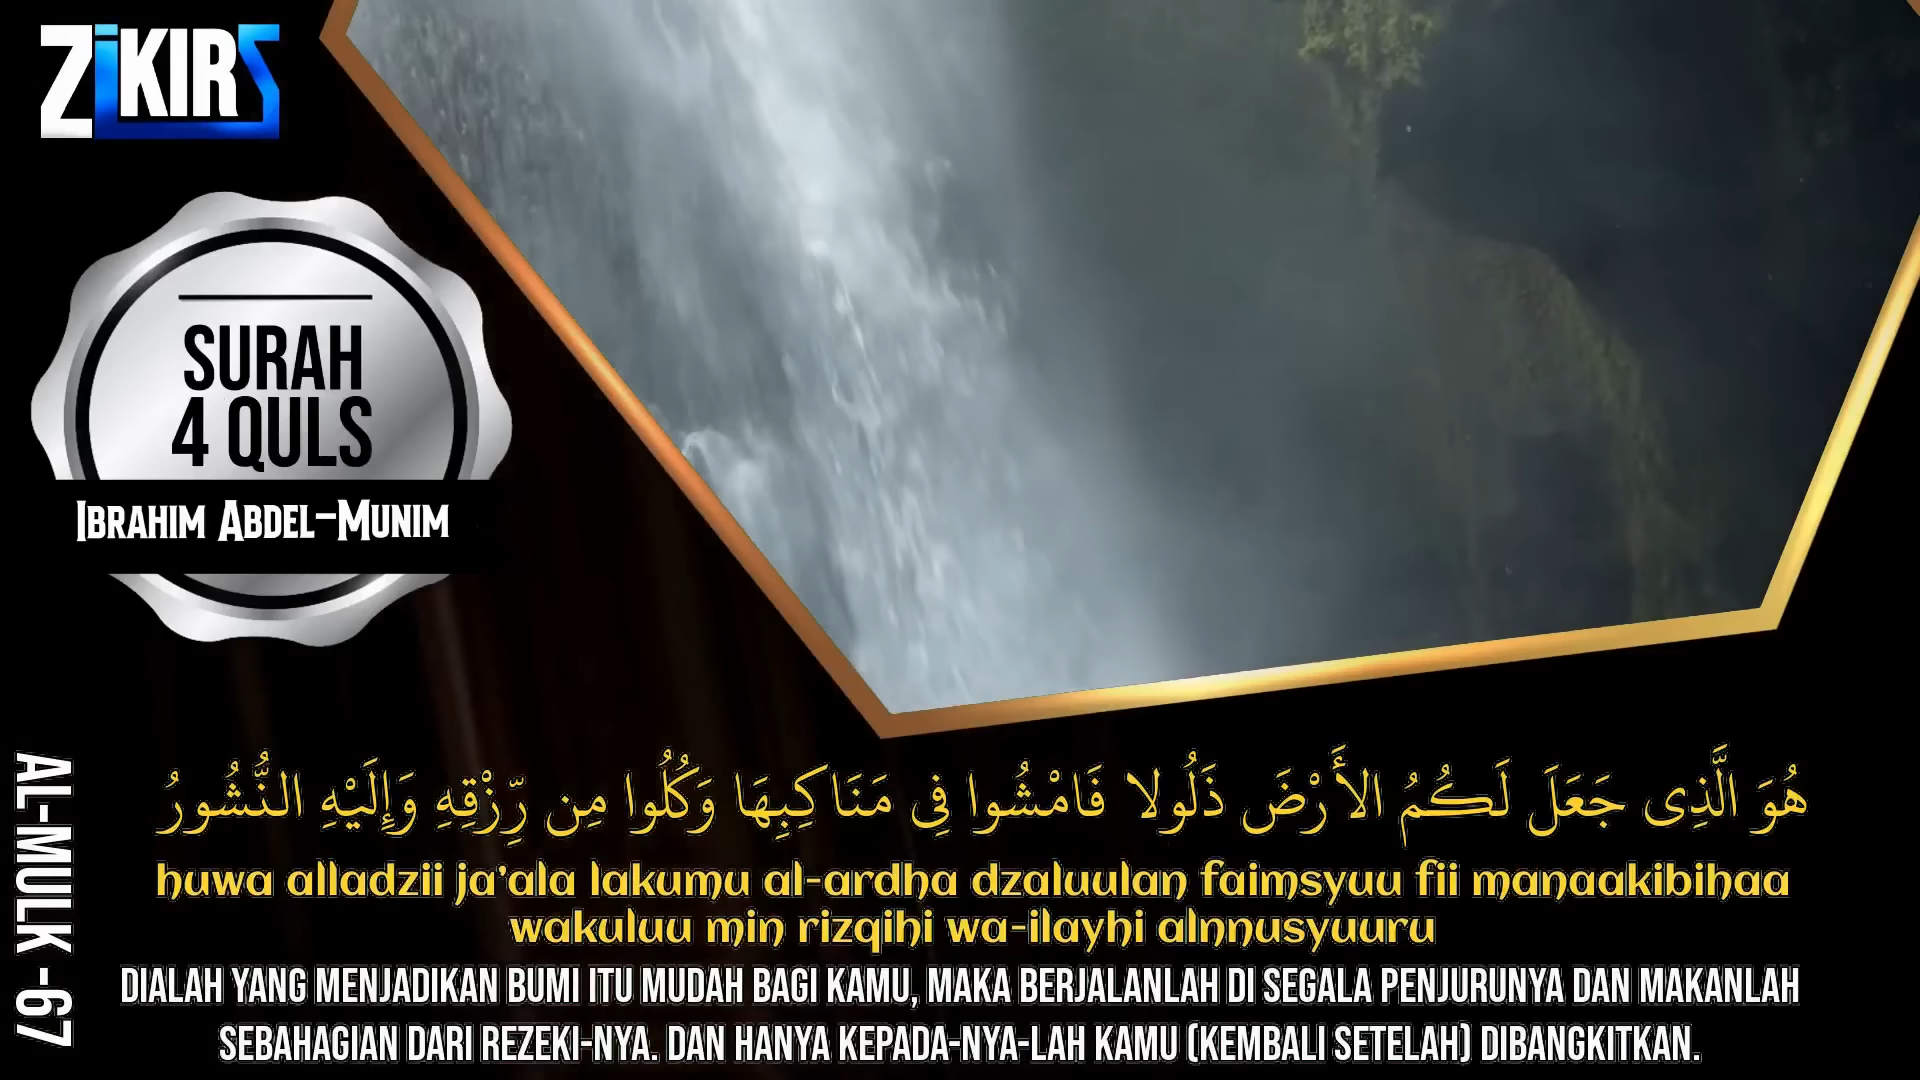 ZIKIRS
SURAH
4 QULS
IBRAHIM ABDEL-MUNIM
AL-MULK -67
هُوَ الَّذِى جَعَلَ لَكُمُ الأَرْضَ ذَلُولا فَامْشُوا فِى مَنَاكِبِهَا وَكُلُوا مِن رِّزْقِهِ وَإِلَيْهِ النُّشُورُ
huwa alladzii ja'ala lakumu al-ardha dzaluulan faimsyuu fii manaakibihaa
wakuluu min rizqihi wa-ilayhi alnnusyuuru
DIALAH YANG MENJADIKAN BUMI ITU MUDAH BAGI KAMU, MAKA BERJALANLAH DI SEGALA PENJURUNYA DAN MAKANLAH
SEBAHAGIAN DARI REZEKI-NYA. DAN HANYA KEPADA-NYA-LAH KAMU (KEMBALI SETELAH) DIBANGKITKAN.